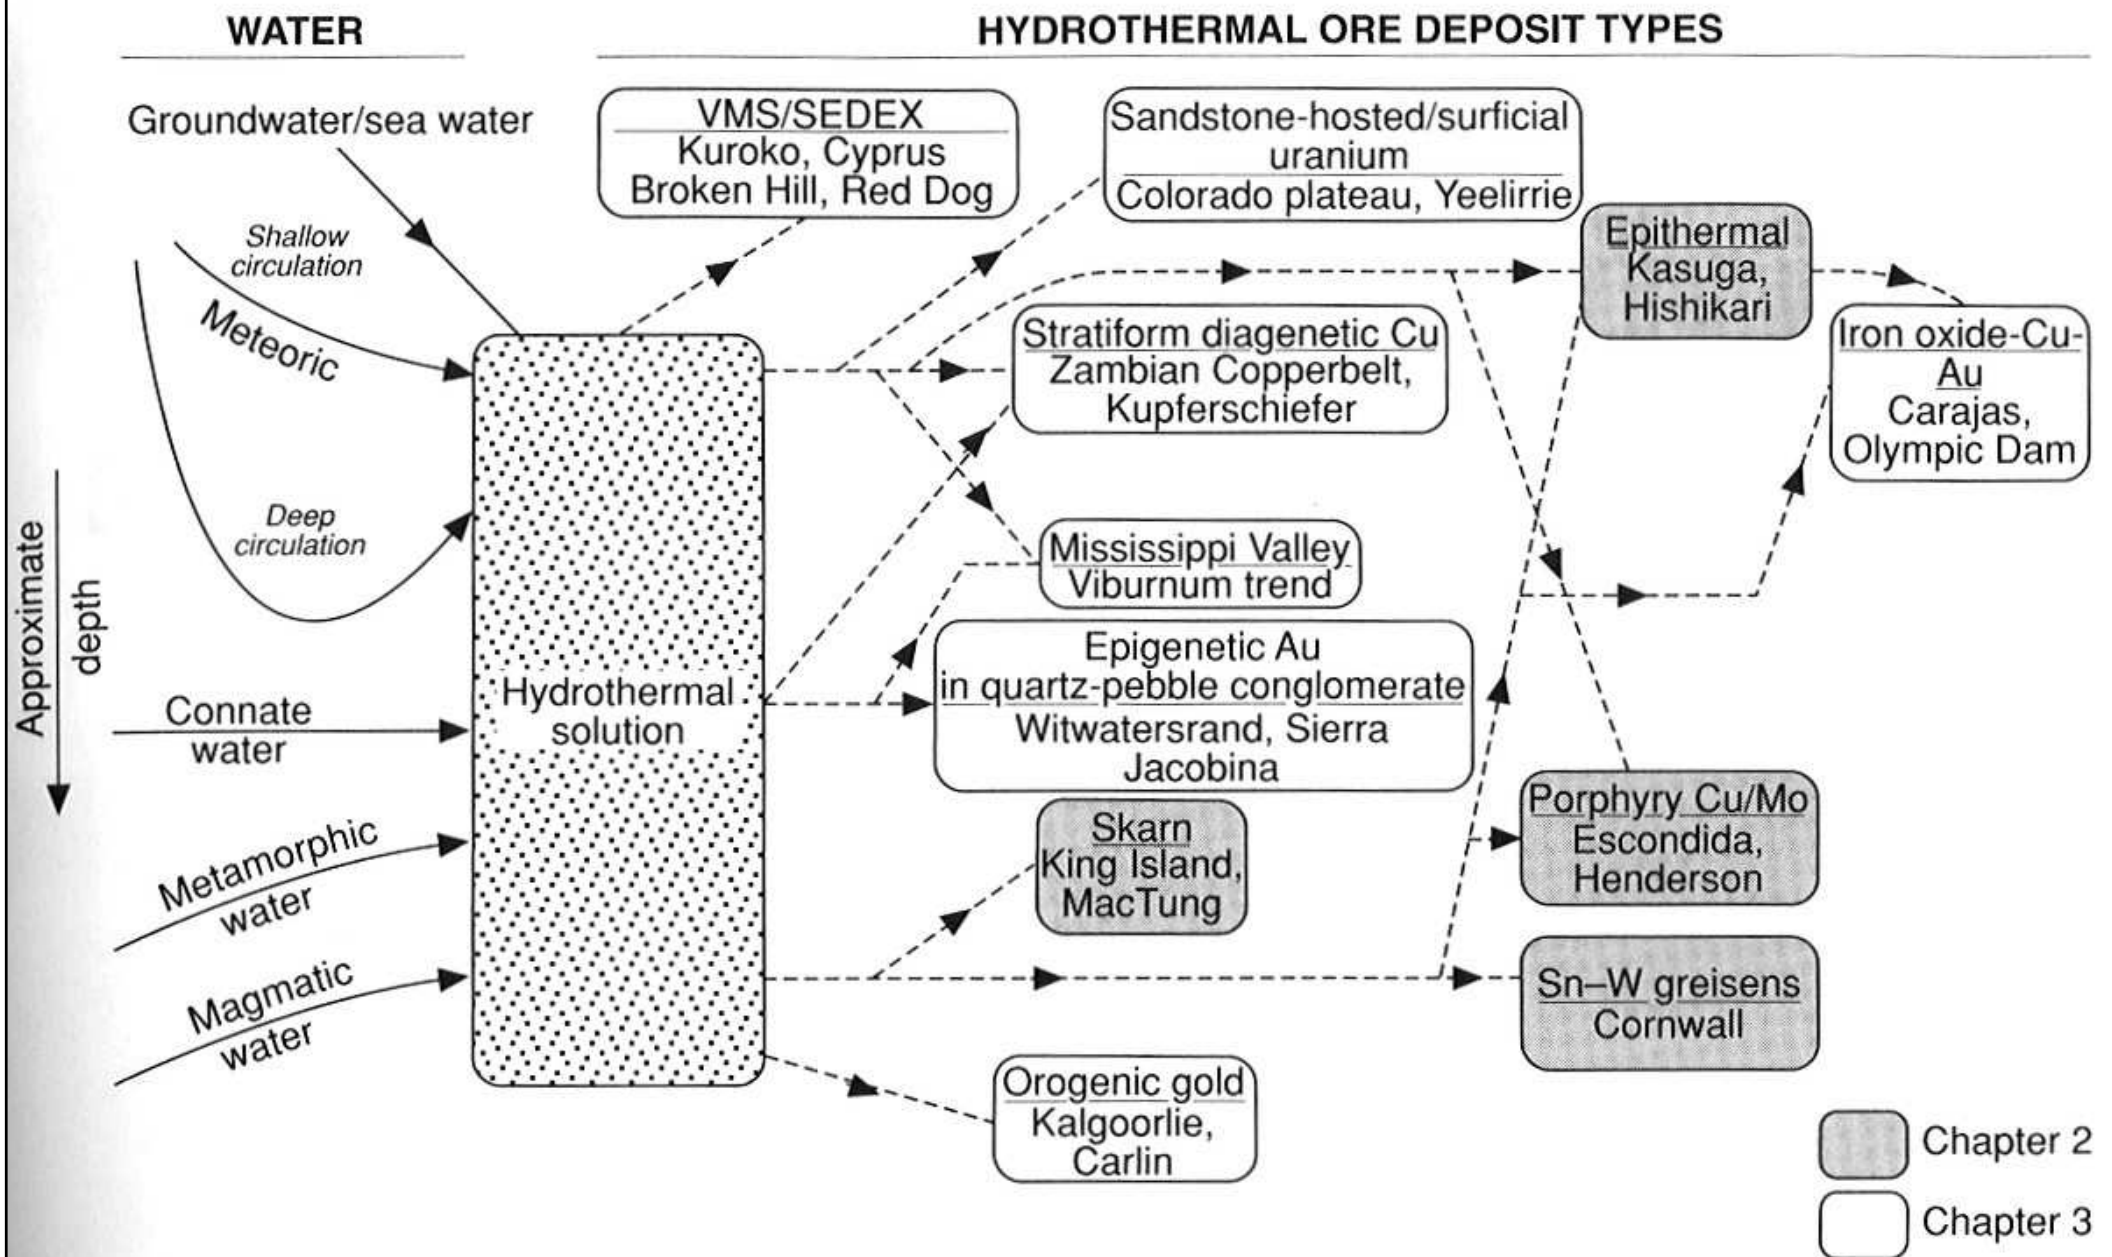 WATER
HYDROTHERMAL ORE DEPOSIT TYPES
Groundwater/sea water
Shallow
circulation
Meteoric
Deep
circulation
Approximate
depth
Connate
water
Metamorphic
water
Magmatic
water
Hydrothermal
solution
VMS/SEDEX
Kuroko, Cyprus
Broken Hill, Red Dog
Sandstone-hosted/surficial
uranium
Colorado plateau, Yeelirrie
Epithermal
Kasuga,
Hishikari
Stratiform diagenetic Cu
Zambian Copperbelt,
Kupferschiefer
Iron oxide-Cu-
Au
Carajas,
Olympic Dam
Mississippi Valley
Viburnum trend
Epigenetic Au
in quartz-pebble conglomerate
Witwatersrand, Sierra
Jacobina
Skarn
King Island,
MacTung
Porphyry Cu/Mo
Escondida,
Henderson
Sn–W greisens
Cornwall
Orogenic gold
Kalgoorlie,
Carlin
Chapter 2
Chapter 3